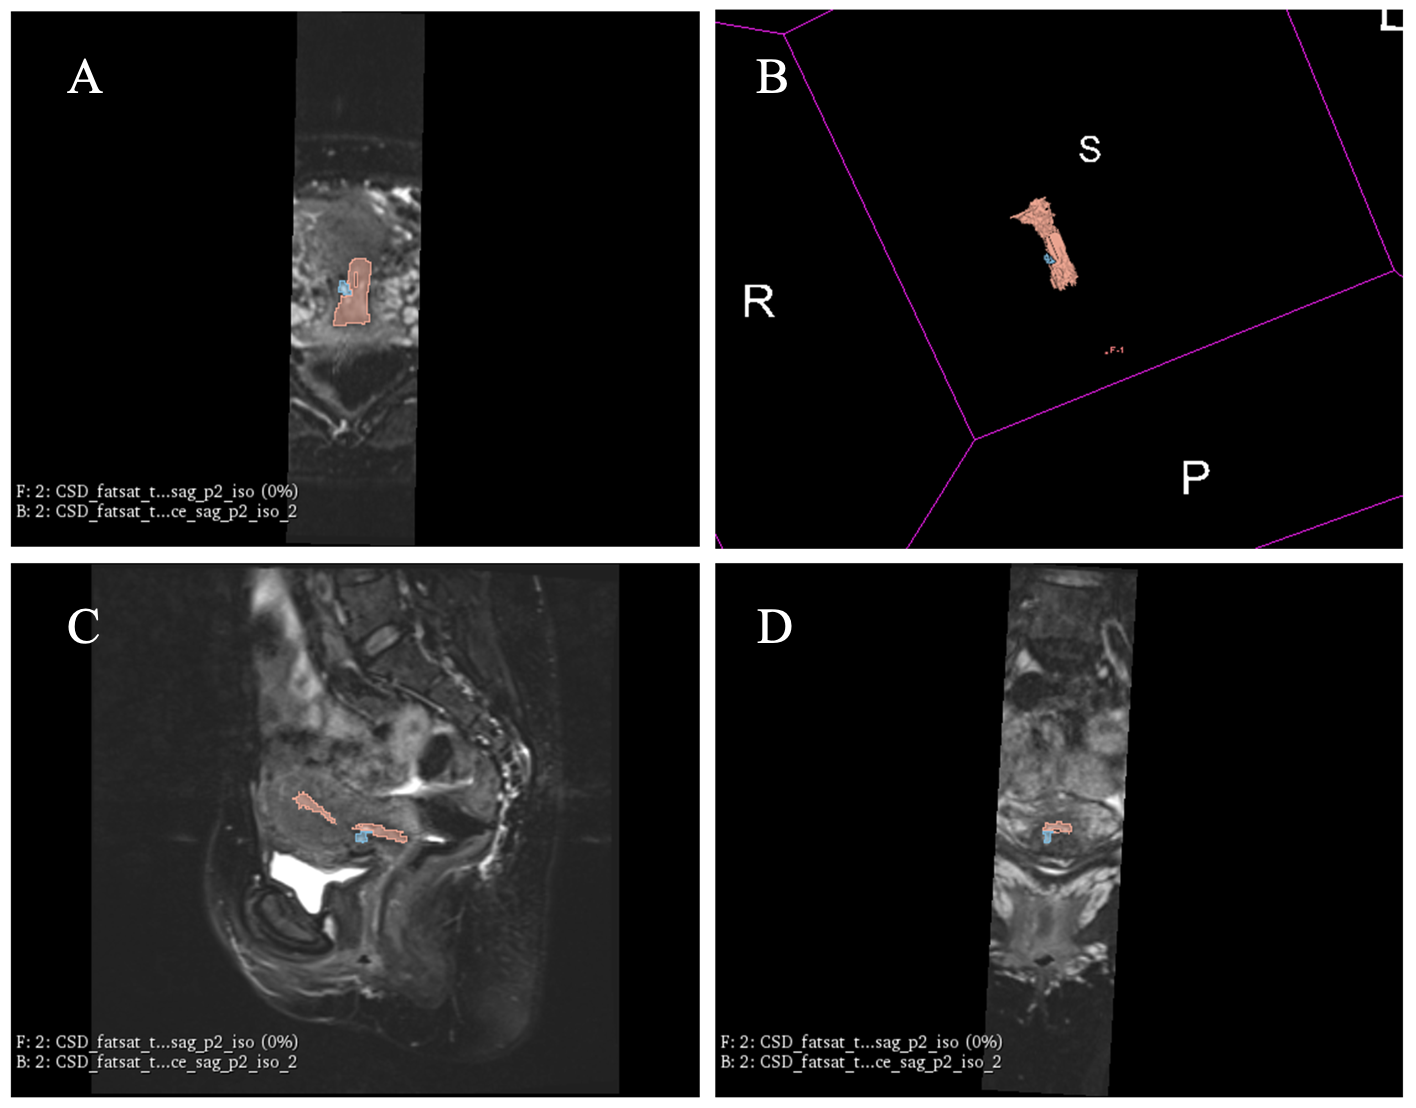 A
F: 2: CSD_fatsat_t...sag_p2_iso (0%)
B: 2: CSD_fatsat_t...ce_sag_p2_iso_2
B
L
S
R
F-1
P
C
F: 2: CSD_fatsat_t...sag_p2_iso (0%)
B: 2: CSD_fatsat_t...ce_sag_p2_iso_2
D
F: 2: CSD_fatsat_t...sag_p2_iso (0%)
B: 2: CSD_fatsat_t...ce_sag_p2_iso_2